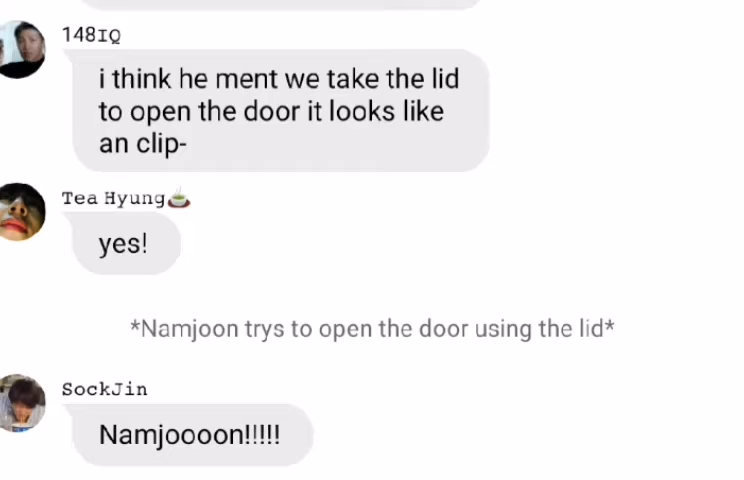 148IQ
i think he ment we take the lid
to open the door it looks like
an clip-
Tea Hyung🍵
yes!
*Namjoon trys to open the door using the lid*
SockJin
Namjoooon!!!!!